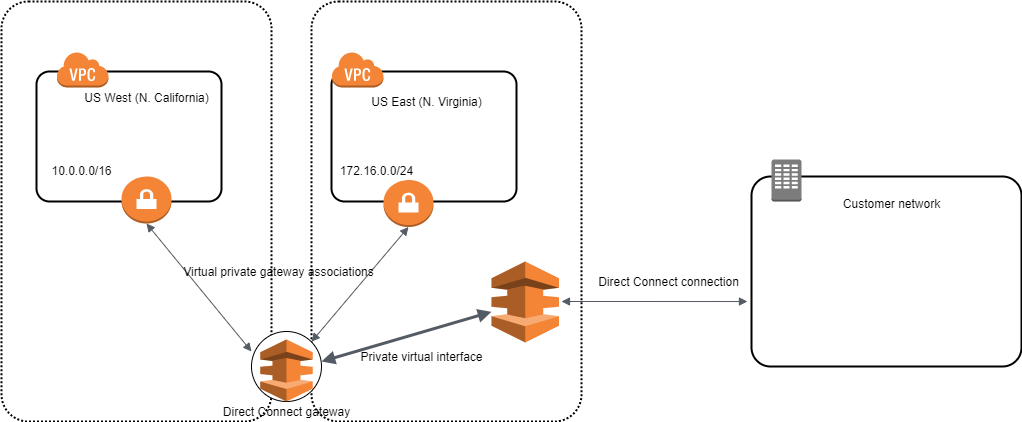 VPC
US West (N. California)
10.0.0.0/16
VPC
US East (N. Virginia)
172.16.0.0/24
Customer network
Virtual private gateway associations
Direct Connect connection
Private virtual interface
Direct Connect gateway